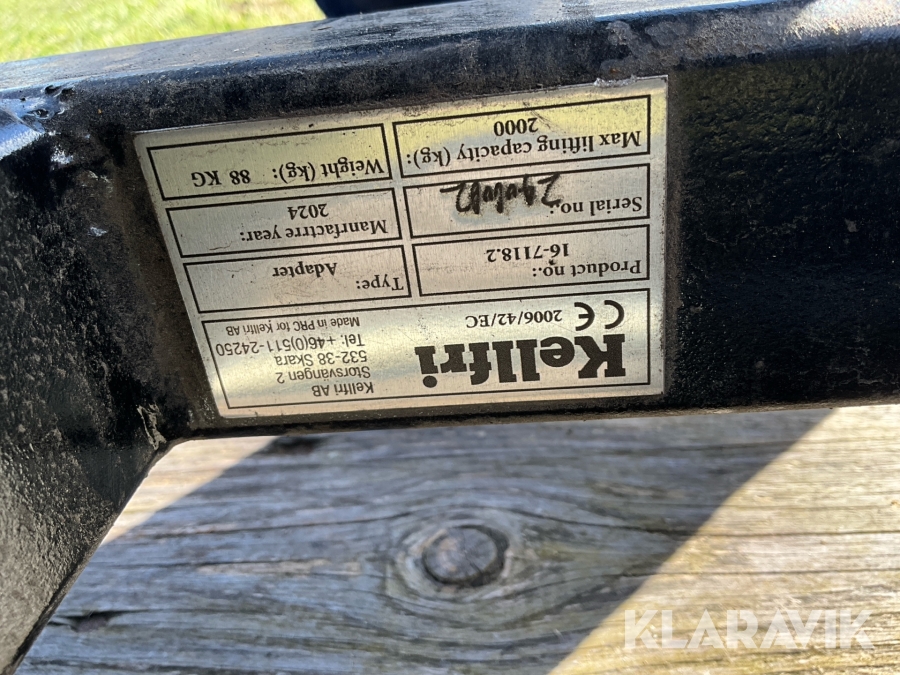 Kellfri
CE 2006/42/EC
Kellfri AB
Storsvängen 2
532-38 Skara
Tel: +46(0)511-24250
Made in PRC for Kellfri AB
Product no.:
16-7118.2
Type:
Adapter
Serial no.:
Manrfactrre year:
2024
Max lifting capacity (kg):
2000
Weight (kg): 88 KG
KLARAVIK